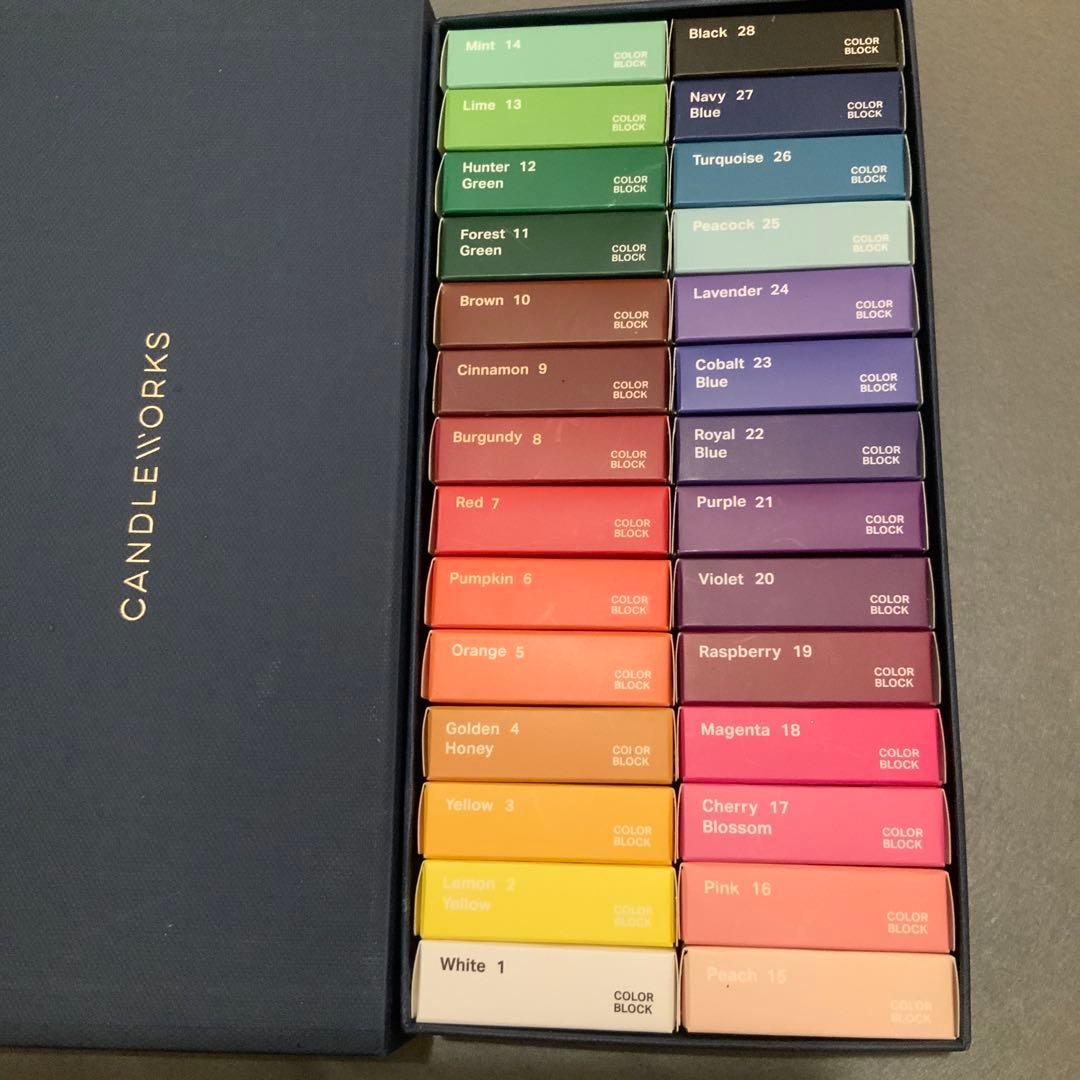 CANDLEWORKS
Mint 14
COLOR
BLOCK
Lime 13
COLOR
BLOCK
Hunter 12
Green
COLOR
BLOCK
Forest 11
Green
COLOR
BLOCK
Brown 10
COLOR
BLOCK
Cinnamon 9
COLOR
BLOCK
Burgundy 8
COLOR
BLOCK
Red 7
COLOR
BLOCK
Pumpkin 6
COLOR
BLOCK
Orange 5
COLOR
BLOCK
Golden 4
Honey
COLOR
BLOCK
Yellow 3
COLOR
BLOCK
Lemon 2
Yellow
COLOR
BLOCK
White 1
COLOR
BLOCK
Black 28
COLOR
BLOCK
Navy 27
Blue
COLOR
BLOCK
Turquoise 26
COLOR
BLOCK
Peacock 25
COLOR
BLOCK
Lavender 24
COLOR
BLOCK
Cobalt 23
Blue
COLOR
BLOCK
Royal 22
Blue
COLOR
BLOCK
Purple 21
COLOR
BLOCK
Violet 20
COLOR
BLOCK
Raspberry 19
COLOR
BLOCK
Magenta 18
COLOR
BLOCK
Cherry 17
Blossom
COLOR
BLOCK
Pink 16
COLOR
BLOCK
Peach 15
COLOR
BLOCK